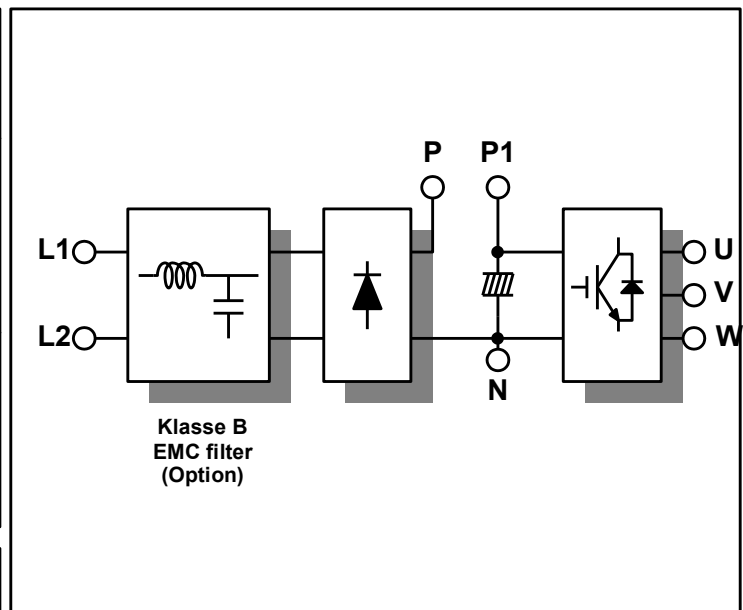 P P1
L1
L2
U
V
W
N
Klasse B
EMC filter
(Option)